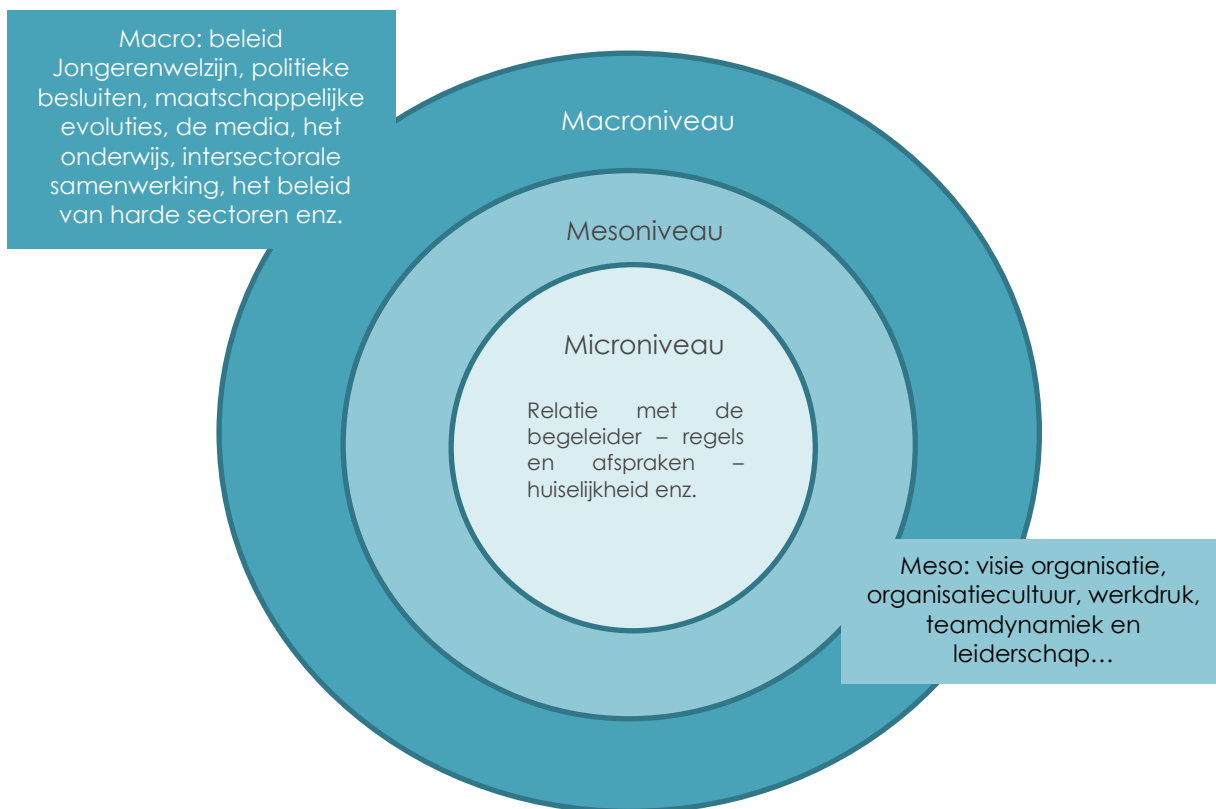 Macro: beleid
Jongerenwelzijn, politieke
besluiten, maatschappelijke
evoluties, de media, het
onderwijs, intersectorale
samenwerking, het beleid
van harde sectoren enz.
Macroniveau
Mesoniveau
Microniveau
Relatie met de
begeleider – regels
en afspraken –
huiselijkheid enz.
Meso: visie organisatie,
organisatiecultuur, werkdruk,
teamdynamiek en
leiderschap…